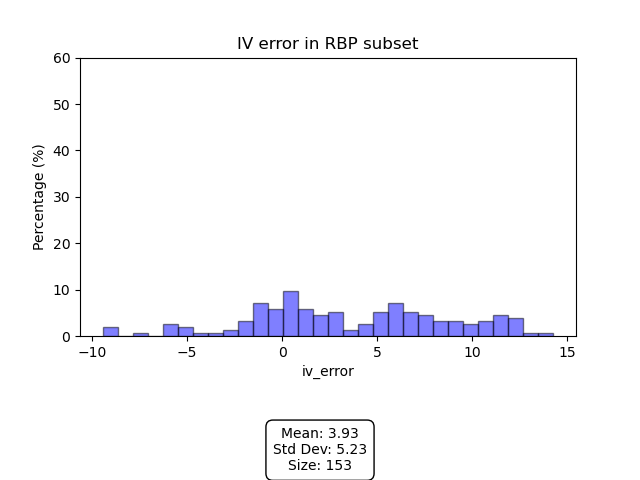 IV error in RBP subset
60
50
40
30
20
10
0
Percentage (%)
−10
−5
0
5
10
15
iv_error
Mean: 3.93
Std Dev: 5.23
Size: 153